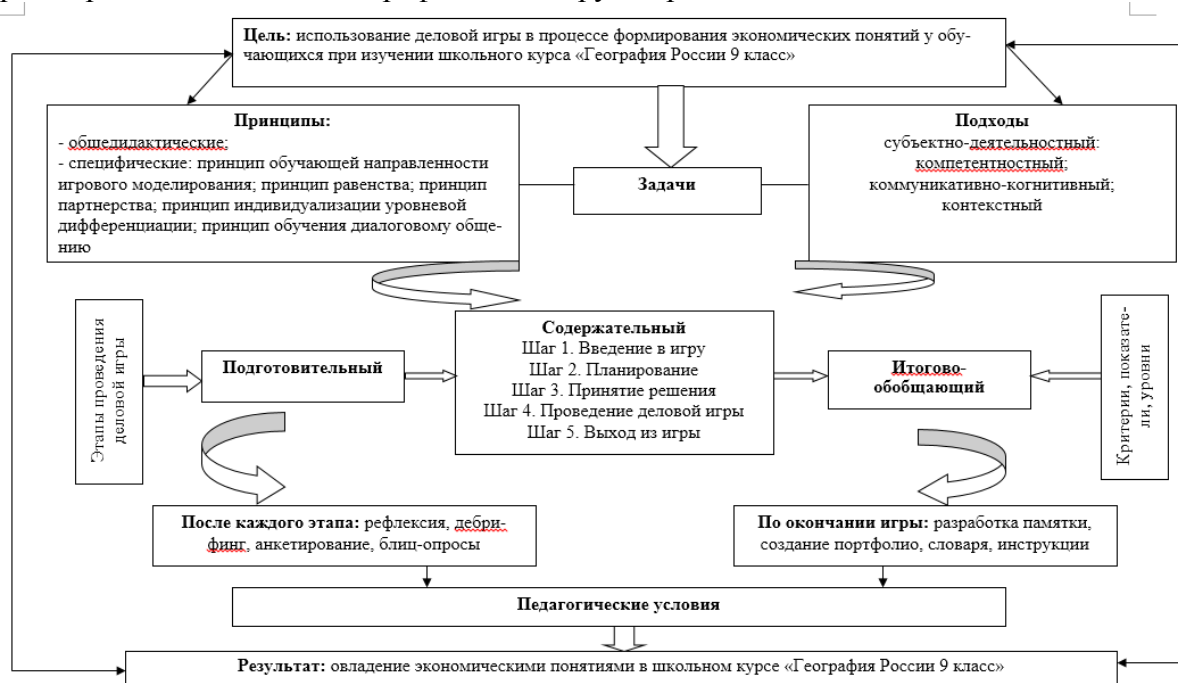 Цель: использование деловой игры в процессе формирования экономических понятий у обу-
чающихся при изучении школьного курса «География России 9 класс»
Принципы:
- общедидактические;
- специфические: принцип обучающей направленности
игрового моделирования; принцип равенства; принцип
партнерства; принцип индивидуализации уровневой
дифференциации; принцип обучения диалоговому обще-
нию
Задачи
Подходы
субъектно-деятельностный:
компетентностный;
коммуникативно-когнитивный;
контекстный
Этапы проведения
деловой игры
Подготовительный
Содержательный
Шаг 1. Введение в игру
Шаг 2. Планирование
Шаг 3. Принятие решения
Шаг 4. Проведение деловой игры
Шаг 5. Выход из игры
Итогово-
обобщающий
Критерии, показате-
ли, уровни
После каждого этапа: рефлексия, дебри-
финг, анкетирование, блиц-опросы
По окончании игры: разработка памятки,
создание портфолио, словаря, инструкции
Педагогические условия
Результат: овладение экономическими понятиями в школьном курсе «География России 9 класс»